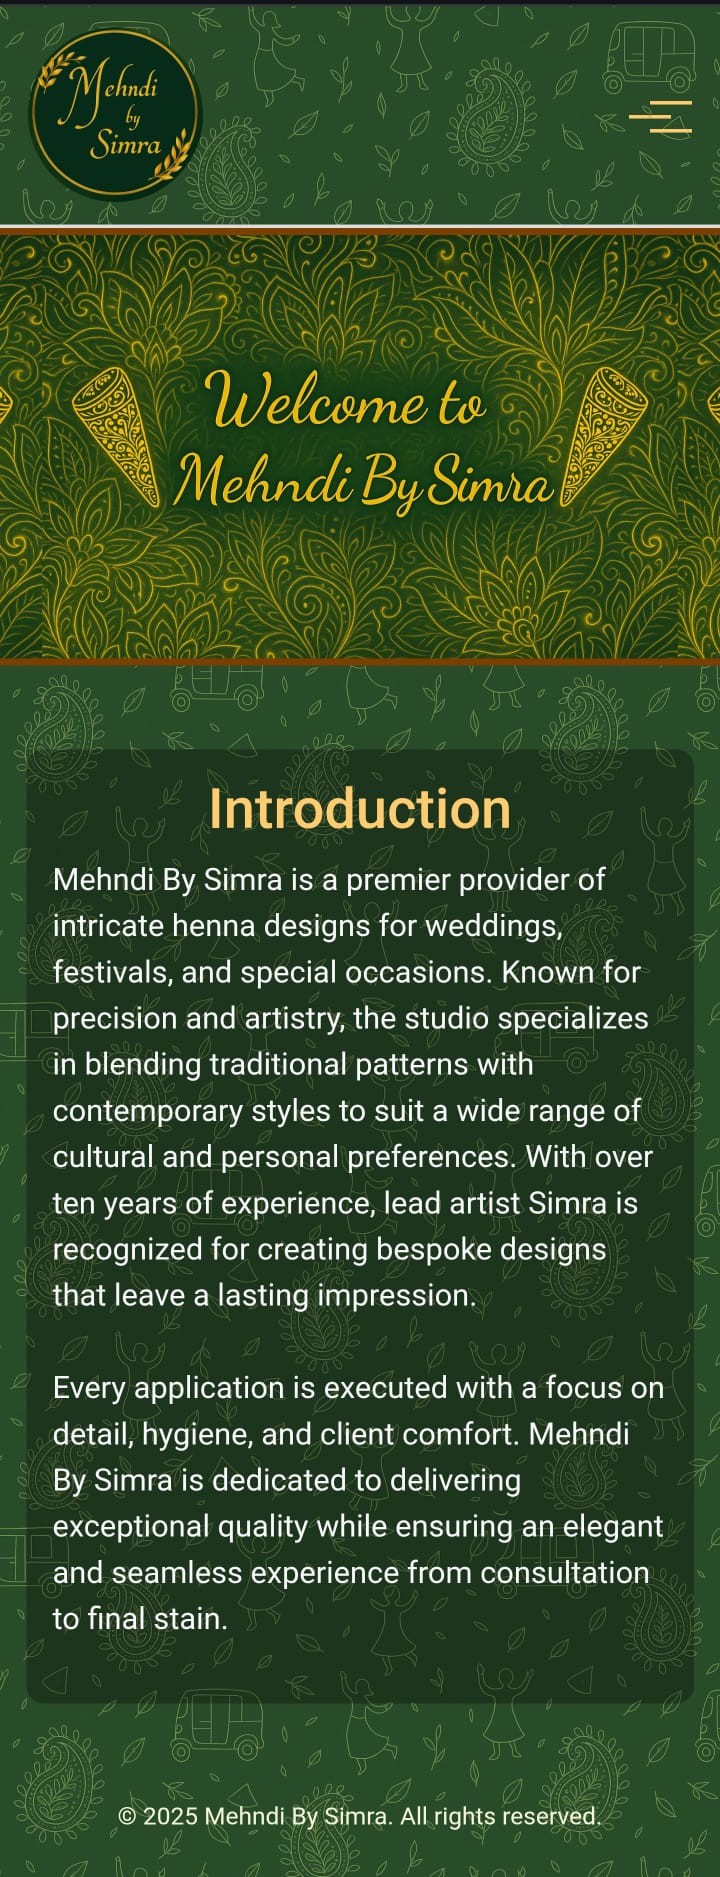 Mehndi
by
Simra
Welcome to
Mehndi By Simra
Introduction
Mehndi By Simra is a premier provider of
intricate henna designs for weddings,
festivals, and special occasions. Known for
precision and artistry, the studio specializes
in blending traditional patterns with
contemporary styles to suit a wide range of
cultural and personal preferences. With over
ten years of experience, lead artist Simra is
recognized for creating bespoke designs
that leave a lasting impression.
Every application is executed with a focus on
detail, hygiene, and client comfort. Mehndi
By Simra is dedicated to delivering
exceptional quality while ensuring an elegant
and seamless experience from consultation
to final stain.
© 2025 Mehndi By Simra. All rights reserved.